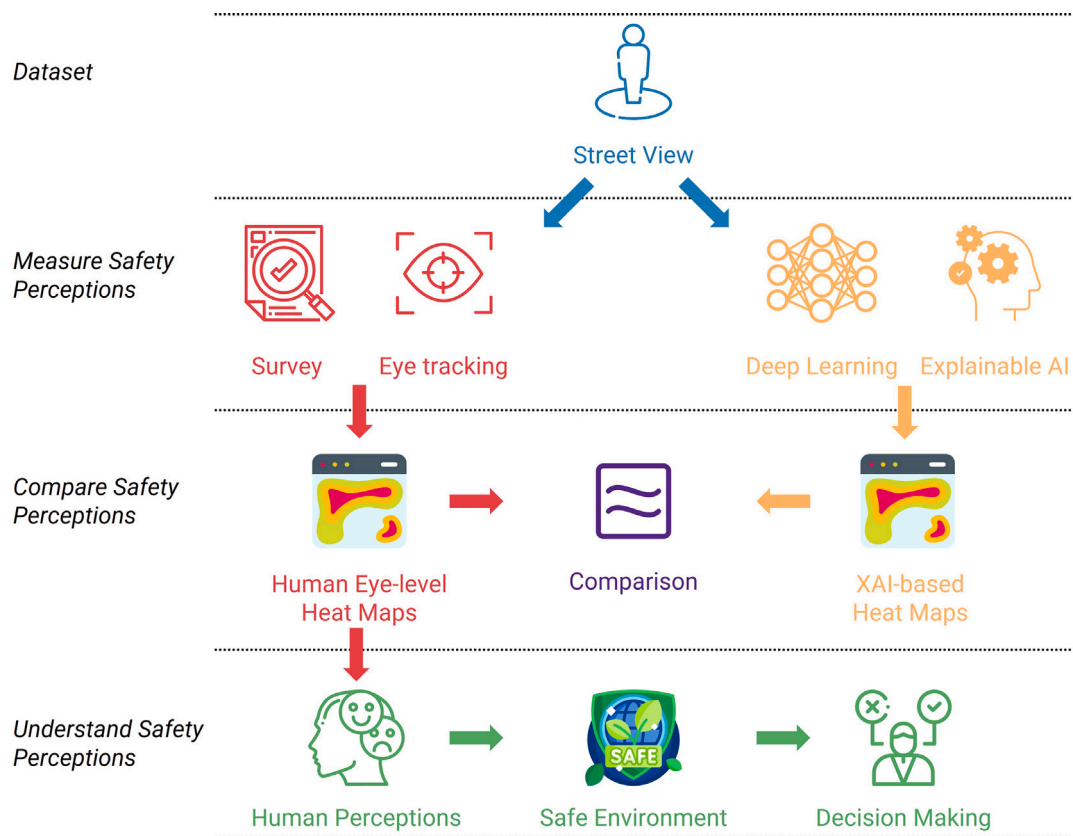 Dataset
Street View
Measure Safety
Perceptions
Survey
Eye tracking
Deep Learning
Explainable AI
Compare Safety
Perceptions
Human Eye-level
Heat Maps
Comparison
XAI-based
Heat Maps
Understand Safety
Perceptions
SAFE
Human Perceptions
Safe Environment
Decision Making